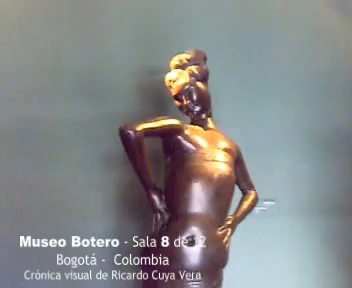 Museo Botero - Sala 8 de 12
Bogotá - Colombia
Crónica visual de Ricardo Cuya Vera